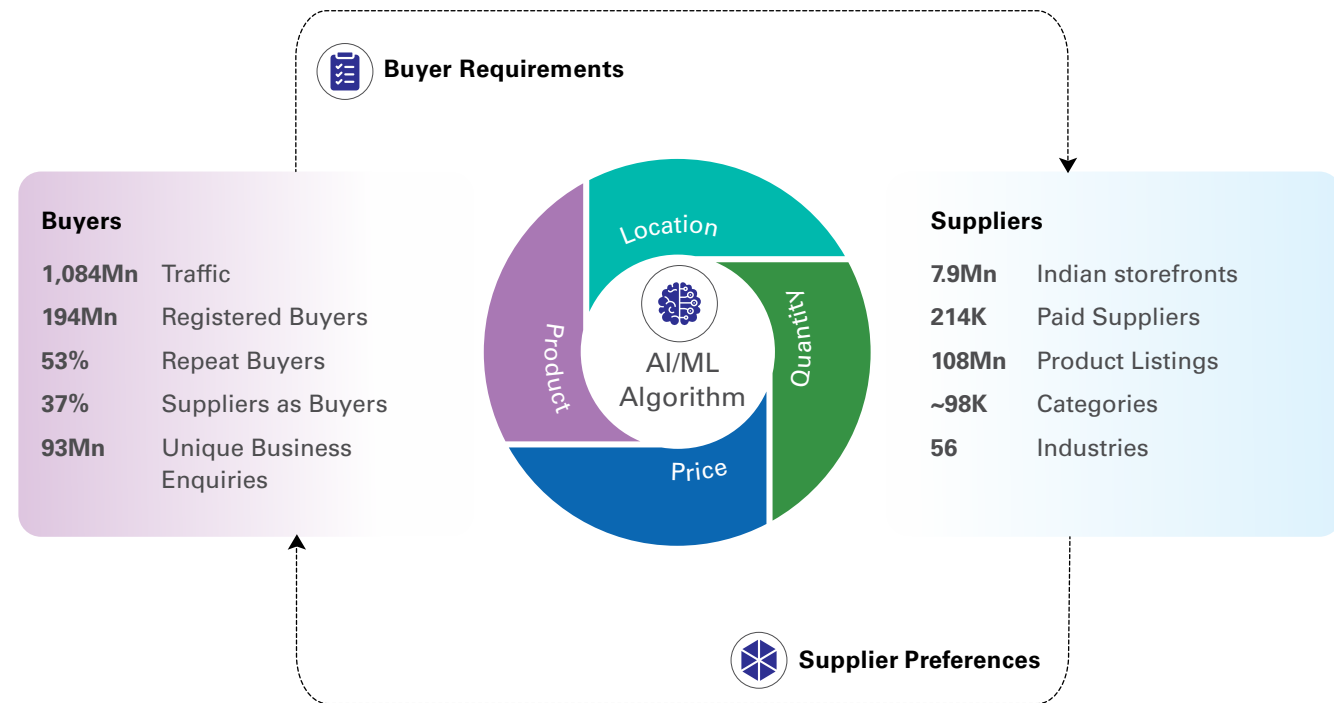 Buyer Requirements
Buyers
1,084Mn Traffic
194Mn Registered Buyers
53% Repeat Buyers
37% Suppliers as Buyers
93Mn Unique Business
Enquiries
Location
Quantity
Price
Product
AI/ML
Algorithm
Suppliers
7.9Mn Indian storefronts
214K Paid Suppliers
108Mn Product Listings
~98K Categories
56 Industries
Supplier Preferences